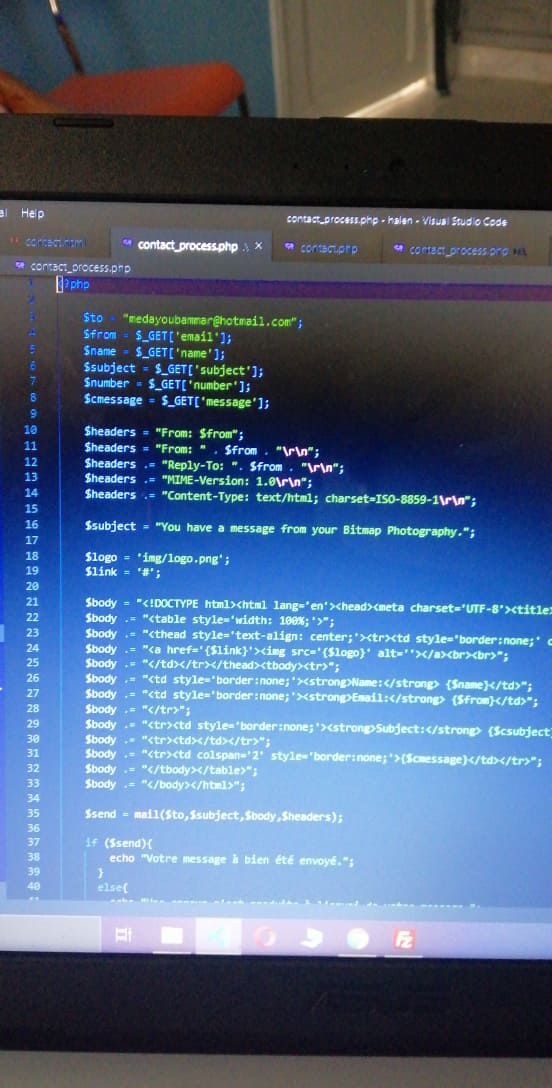 Help
contact_process.php - halen - Visual Studio Code
contact.html
contact_process.php .\ ×
contact.php
contact_process.php
contact_process.php
1 <?php
2
3 $to = "medayoubammar@hotmail.com";
4 $from = $_GET['email'];
5 $name = $_GET['name'];
6 $subject = $_GET['subject'];
7 $number = $_GET['number'];
8 $cmessage = $_GET['message'];
9
10 $headers = "From: $from";
11 $headers = "From: " . $from . "\r\n";
12 $headers .= "Reply-To: ". $from . "\r\n";
13 $headers .= "MIME-Version: 1.0\r\n";
14 $headers .= "Content-Type: text/html; charset=ISO-8859-1\r\n";
15
16 $subject = "You have a message from your Bitmap Photography.";
17
18 $logo = 'img/logo.png';
19 $link = '#';
20
21 $body = "<!DOCTYPE html><html lang='en'><head><meta charset='UTF-8'><title>
22 $body .= "<table style='width: 100%;'>";
23 $body .= "<thead style='text-align: center;'><tr><td style='border:none;' c
24 $body .= "<a href='{$link}'><img src='{$logo}' alt=''></a><br><br>";
25 $body .= "</td></tr></thead><tbody><tr>";
26 $body .= "<td style='border:none;'><strong>Name:</strong> {$name}</td>";
27 $body .= "<td style='border:none;'><strong>Email:</strong> {$from}</td>";
28 $body .= "</tr>";
29 $body .= "<tr><td style='border:none;'><strong>Subject:</strong> {$csubject
30 $body .= "<tr><td></td></tr>";
31 $body .= "<tr><td colspan='2' style='border:none;'>{$cmessage}</td></tr>";
32 $body .= "</tbody></table>";
33 $body .= "</body></html>";
34
35 $send = mail($to,$subject,$body,$headers);
36
37 if ($send){
38 echo "Votre message à bien été envoyé.";
39 }
40 else{